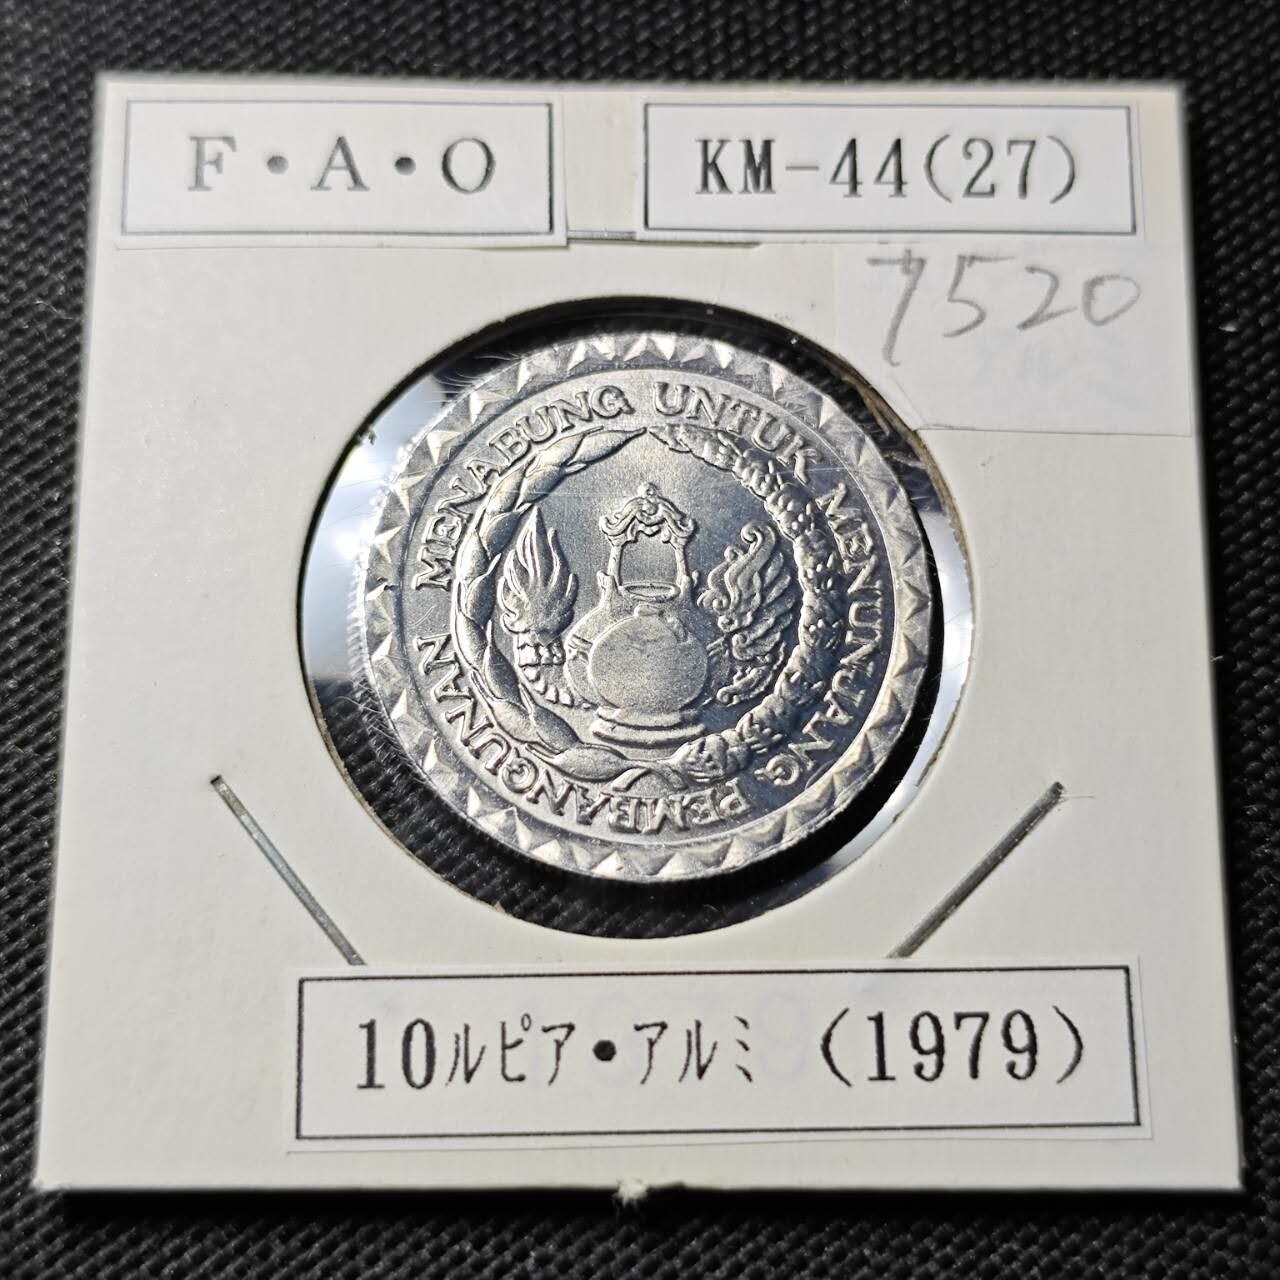 F・A・O
KM-44(27)
7520
MENABUNG UNTUK MENUNJANG PEMBANGUNAN
10ルピア・アルミ (1979)